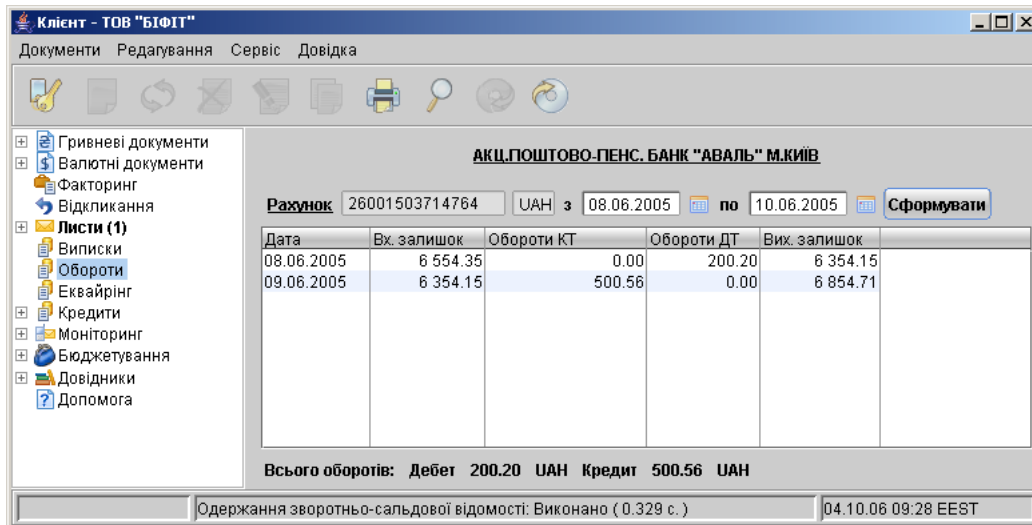 Клієнт - ТОВ "БІФІТ"
Документи Редагування Сервіс Довідка
Гривневі документи
Валютні документи
Факторинг
Відкликання
Листи (1)
Виписки
Обороти
Еквайрінг
Кредити
Моніторинг
Бюджетування
Довідники
Допомога
АКЦ.ПОШТОВО-ПЕНС. БАНК "АВАЛЬ" М.КИЇВ
Рахунок 26001503714764 UAH з 08.06.2005 по 10.06.2005 Сформувати
Дата Вх. залишок Обороти КТ Обороти ДТ Вих. залишок
08.06.2005 6 554.35 0.00 200.20 6 354.15
09.06.2005 6 354.15 500.56 0.00 6 854.71
Всього оборотів: Дебет 200.20 UAH Кредит 500.56 UAH
Одержання зворотньо-сальдової відомості: Виконано ( 0.329 с. ) 04.10.06 09:28 EEST